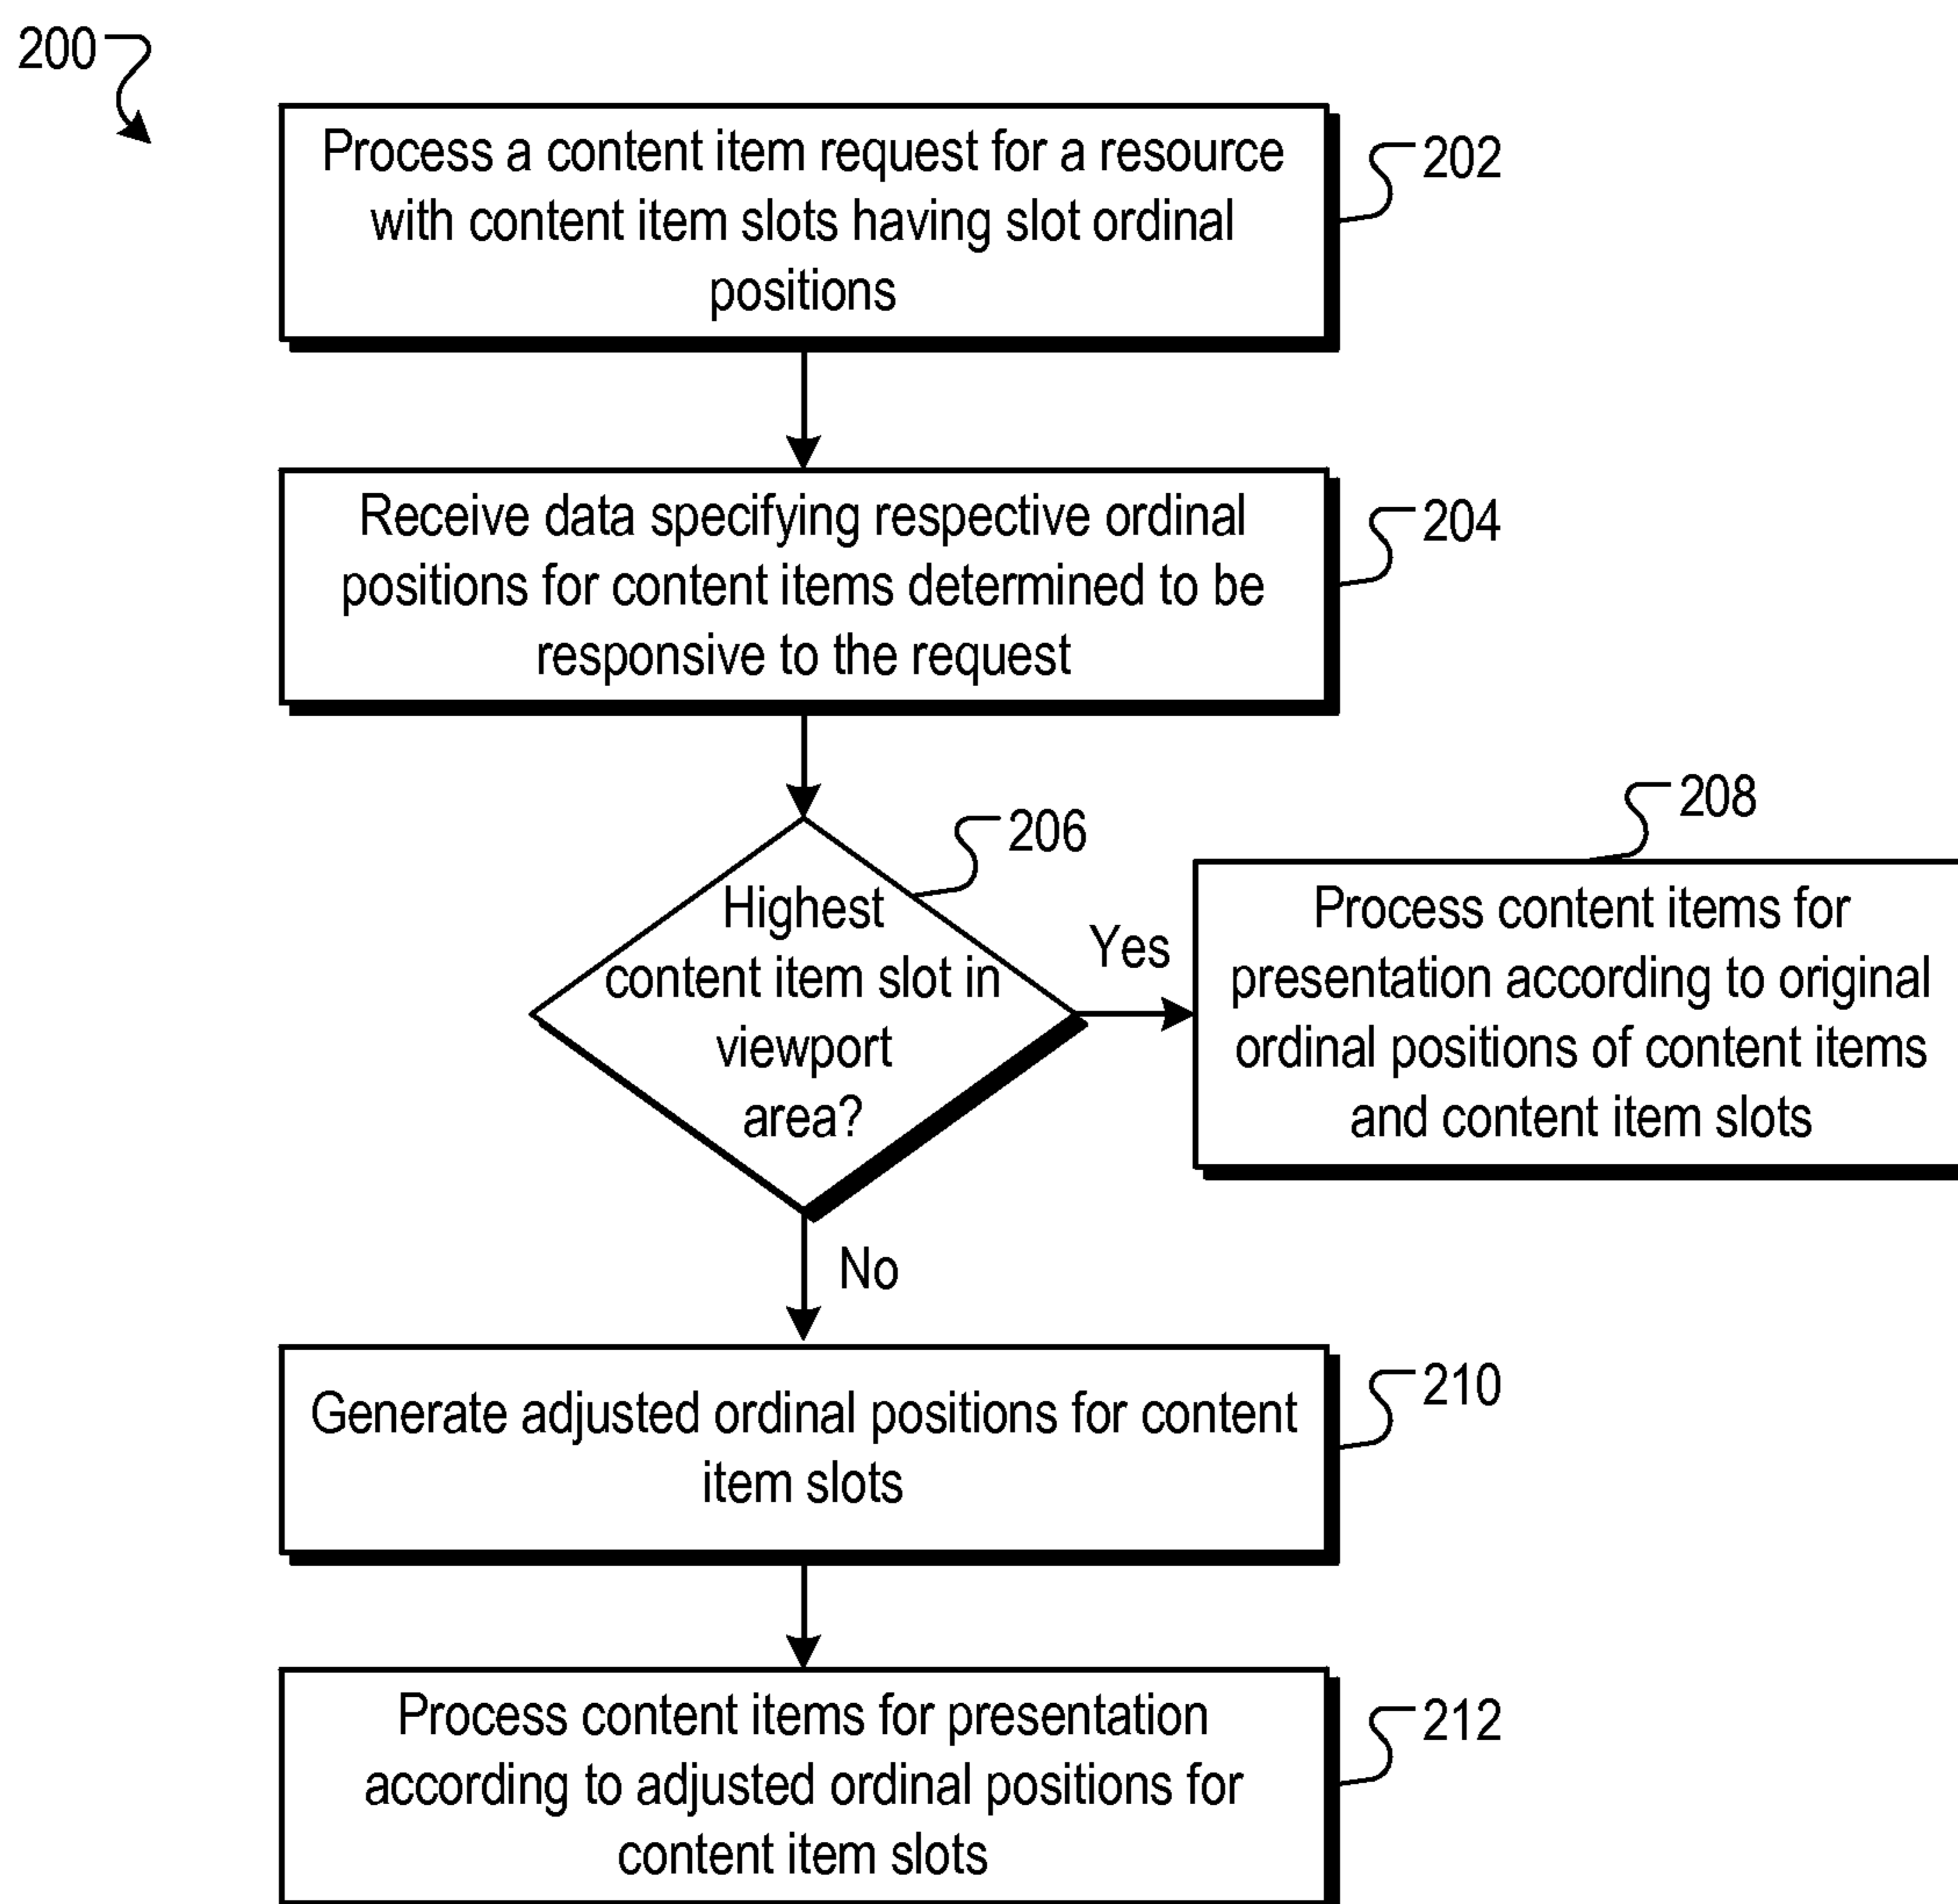 200
Process a content item request for a resource
with content item slots having slot ordinal
positions
202
Receive data specifying respective ordinal
positions for content items determined to be
responsive to the request
204
206
Highest
content item slot in
viewport
area?
Yes
208
Process content items for
presentation according to original
ordinal positions of content items
and content item slots
No
Generate adjusted ordinal positions for content
item slots
210
Process content items for presentation
according to adjusted ordinal positions for
content item slots
212